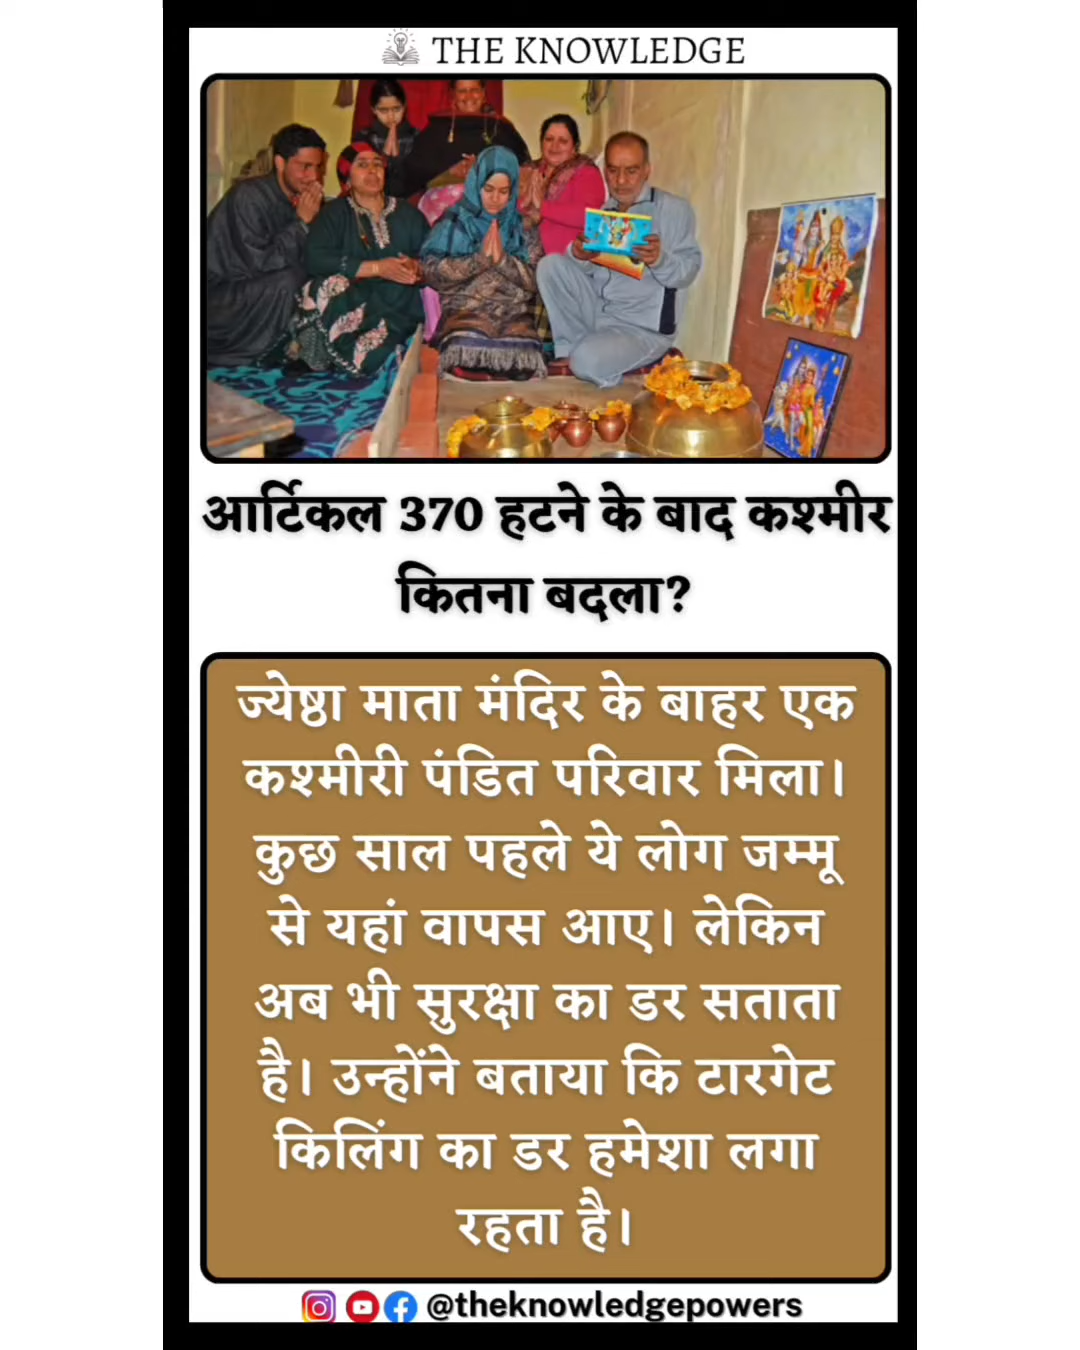 THE KNOWLEDGE
आर्टिकल 370 हटने के बाद कश्मीर
कितना बदला?
ज्येष्ठा माता मंदिर के बाहर एक
कश्मीरी पंडित परिवार मिला।
कुछ साल पहले ये लोग जम्मू
से यहां वापस आए। लेकिन
अब भी सुरक्षा का डर सताता
है। उन्होंने बताया कि टारगेट
किलिंग का डर हमेशा लगा
रहता है।
@theknowledgepowers